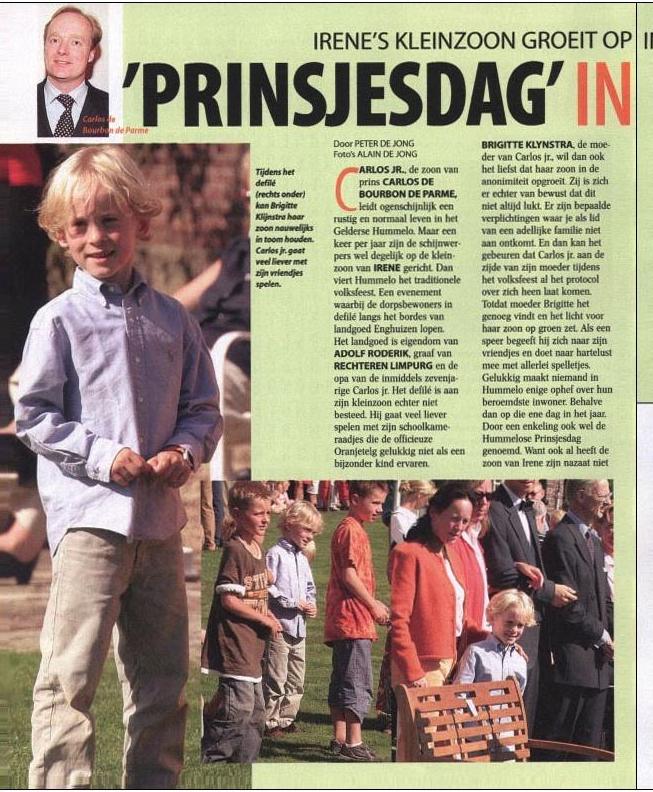 IRENE'S KLEINZOON GROEIT OP
'PRINSJESDAG' IN
Carlos de
Bourbon de Parme
Tijdens het
defilé
(rechts onder)
kan Brigitte
Klijnstra haar
zoon nauwelijks
in toom houden.
Carlos jr. gaat
veel liever met
zijn vriendjes
spelen.
Door PETER DE JONG
Foto's ALAIN DE JONG
CARLOS JR., de zoon van
prins CARLOS DE
BOURBON DE PARME,
leidt ogenschijnlijk een
rustig en normaal leven in het
Gelderse Hummelo. Maar een
keer per jaar zijn de schijnwer-
pers wel degelijk op de klein-
zoon van IRENE gericht. Dan
viert Hummelo het traditionele
volksfeest. Een evenement
waarbij de dorpsbewoners in
defilé langs het bordes van
landgoed Enghuizen lopen.
Het landgoed is eigendom van
ADOLF RODERIK, graaf van
RECHTEREN LIMPURG en de
opa van de inmiddels zevenja-
rige Carlos jr. Het defilé is aan
zijn kleinzoon echter niet
besteed. Hij gaat veel liever
spelen met zijn schoolkame-
raadjes die de officieuze
Oranjetelg gelukkig niet als een
bijzonder kind ervaren.
BRIGITTE KLYNSTRA, de moe-
der van Carlos jr., wil dan ook
het liefst dat haar zoon in de
anonimiteit opgroeit. Zij is zich
er echter van bewust dat dit
niet altijd lukt. Er zijn bepaalde
verplichtingen waar je als lid
van een adellijke familie niet
aan ontkomt. En dan kan het
gebeuren dat Carlos jr. aan de
zijde van zijn moeder tijdens
het volksfeest al het protocol
over zich heen laat komen.
Totdat moeder Brigitte het
genoeg vindt en het licht voor
haar zoon op groen zet. Als een
speer begeeft hij zich naar zijn
vriendjes en doet naar hartelust
mee met allerlei spelletjes.
Gelukkig maakt niemand in
Hummelo enige ophef over hun
beroemdste inwoner. Behalve
dan op die ene dag in het jaar.
Door een enkeling ook wel de
Hummelose Prinsjesdag
genoemd. Want ook al heeft de
zoon van Irene zijn nazaat niet